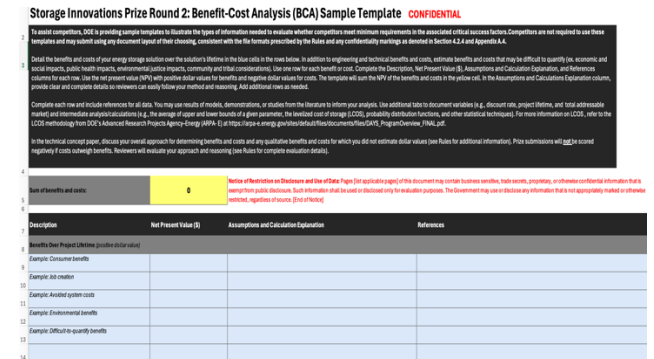 Storage Innovations Prize Round 2: Benefit-Cost Analysis (BCA) Sample Template CONFIDENTIAL
2
To assist competitors, DOE is providing sample templates to illustrate the types of information needed to evaluate whether competitors meet minimum requirements in the associated critical success factors. Competitors are not required to use these
templates and may submit using any document layout of their choosing, consistent with the file formats prescribed by the Rules and any confidentiality markings as denoted in Section 4.2.4 and Appendix A.4.
3
Detail the benefits and costs of your energy storage solution over the solution's lifetime in the blue cells in the rows below. In addition to engineering and technical benefits and costs, estimate benefits and costs that may be difficult to quantify (ex. economic and
social impacts, public health impacts, environmental justice impacts, community and tribal considerations). Use one row for each benefit or cost. Complete the Description, Net Present Value ($), Assumptions and Calculation Explanation, and References
columns for each row. Use the net present value (NPV) with positive dollar values for benefits and negative dollar values for costs. The template will sum the NPV of the benefits and costs in the yellow cell. In the Assumptions and Calculations Explanation column,
provide clear and complete details so reviewers can easily follow your method and reasoning. Add additional rows as needed.
Complete each row and include references for all data. You may use results of models, demonstrations, or studies from the literature to inform your analysis. Use additional tabs to document variables (e.g., discount rate, project lifetime, and total addressable
market) and intermediate analysis/calculations (e.g., the average of upper and lower bounds of a given parameter, the levelized cost of storage (LCOS), probability distribution functions, and other statistical techniques). For more information on LCOS, refer to the
LCOS methodology from DOE's Advanced Research Projects Agency–Energy (ARPA-E) at https://arpa-e.energy.gov/sites/default/files/documents/files/DAYS_ProgramOverview_FINAL.pdf.
In the technical concept paper, discuss your overall approach for determining benefits and costs and any qualitative benefits and costs for which you did not estimate dollar values (see Rules for additional information). Prize submissions will not be scored
negatively if costs outweigh benefits. Reviewers will evaluate your approach and reasoning (see Rules for complete evaluation details).
4
Sum of benefits and costs:
0
Notice of Restriction on Disclosure and Use of Data: Pages [list applicable pages] of this document may contain business sensitive, trade secrets, proprietary, or otherwise confidential information that is
exempt from public disclosure. Such information shall be used or disclosed only for evaluation purposes. The Government may use or disclose any information that is not appropriately marked or otherwise
5
restricted, regardless of source. [End of Notice]
6
7 Description Net Present Value ($) Assumptions and Calculation Explanation References
8 Benefits Over Project Lifetime (positive dollar value)
9 Example: Consumer benefits
10 Example: Job creation
11 Example: Avoided system costs
12 Example: Environmental benefits
13 Example: Difficult-to-quantify benefits
14